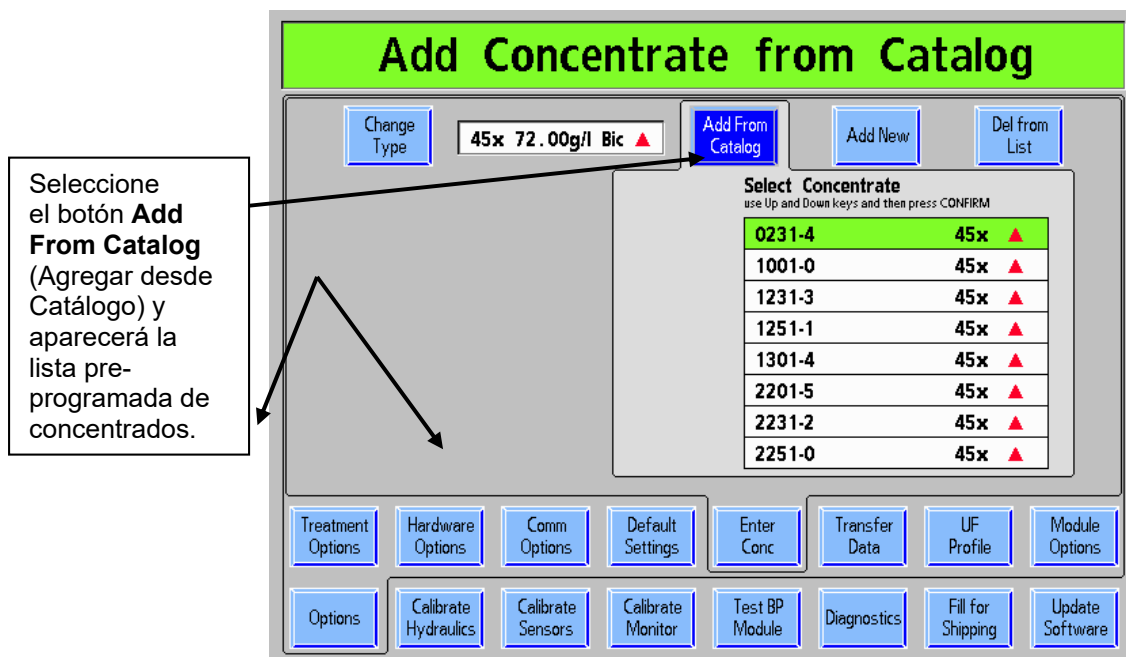 Add Concentrate from Catalog
Change
Type
45x 72.00g/l Bic
Add From
Catalog
Add New
Del from
List
Seleccione
el botón Add
From Catalog
(Agregar desde
Catálogo) y
aparecerá la
lista pre-
programada de
concentrados.
Select Concentrate
use Up and Down keys and then press CONFIRM
0231-4 45x
1001-0 45x
1231-3 45x
1251-1 45x
1301-4 45x
2201-5 45x
2231-2 45x
2251-0 45x
Treatment
Options
Hardware
Options
Comm
Options
Default
Settings
Enter
Conc
Transfer
Data
UF
Profile
Module
Options
Options
Calibrate
Hydraulics
Calibrate
Sensors
Calibrate
Monitor
Test BP
Module
Diagnostics
Fill for
Shipping
Update
Software